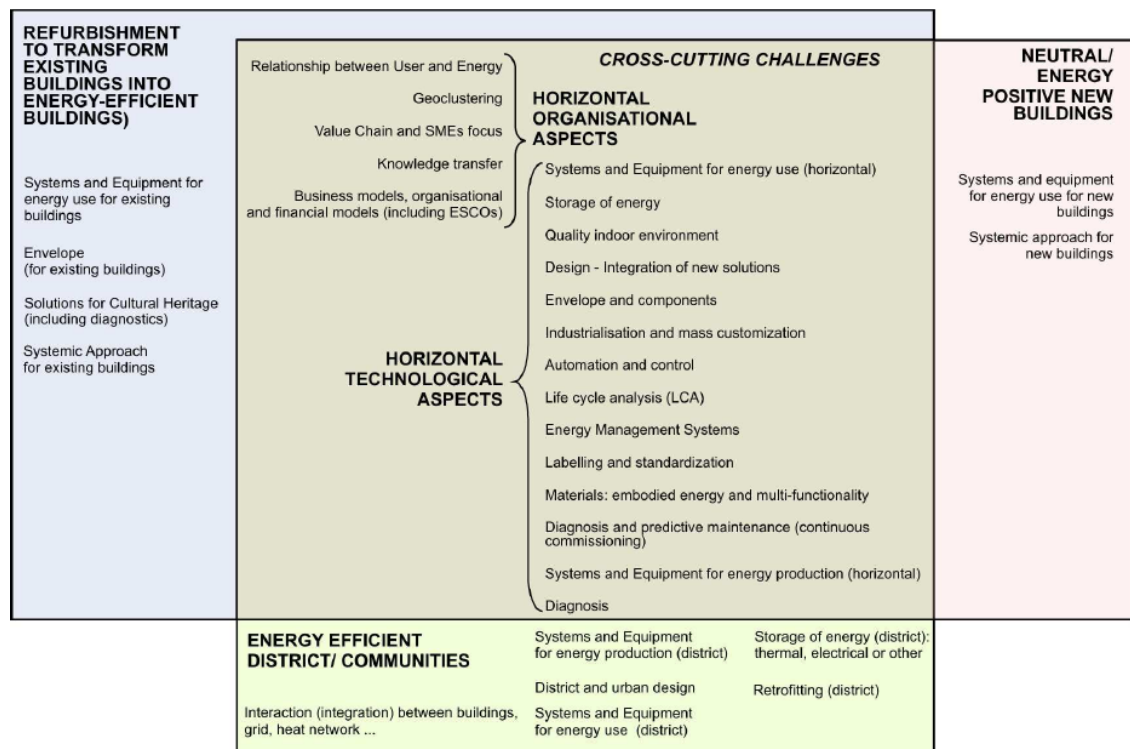 REFURBISHMENT
TO TRANSFORM
EXISTING
BUILDINGS INTO
ENERGY-EFFICIENT
BUILDINGS)
Systems and Equipment for
energy use for existing
buildings
Envelope
(for existing buildings)
Solutions for Cultural Heritage
(including diagnostics)
Systemic Approach
for existing buildings
CROSS-CUTTING CHALLENGES
Relationship between User and Energy
Geoclustering
Value Chain and SMEs focus
Knowledge transfer
Business models, organisational
and financial models (including ESCOs)
HORIZONTAL
ORGANISATIONAL
ASPECTS
HORIZONTAL
TECHNOLOGICAL
ASPECTS
Systems and Equipment for energy use (horizontal)
Storage of energy
Quality indoor environment
Design - Integration of new solutions
Envelope and components
Industrialisation and mass customization
Automation and control
Life cycle analysis (LCA)
Energy Management Systems
Labelling and standardization
Materials: embodied energy and multi-functionality
Diagnosis and predictive maintenance (continuous
commissioning)
Systems and Equipment for energy production (horizontal)
Diagnosis
NEUTRAL/
ENERGY
POSITIVE NEW
BUILDINGS
Systems and equipment
for energy use for new
buildings
Systemic approach for
new buildings
ENERGY EFFICIENT
DISTRICT/ COMMUNITIES
Interaction (integration) between buildings,
grid, heat network ...
Systems and Equipment
for energy production (district)
District and urban design
Systems and Equipment
for energy use (district)
Storage of energy (district):
thermal, electrical or other
Retrofitting (district)